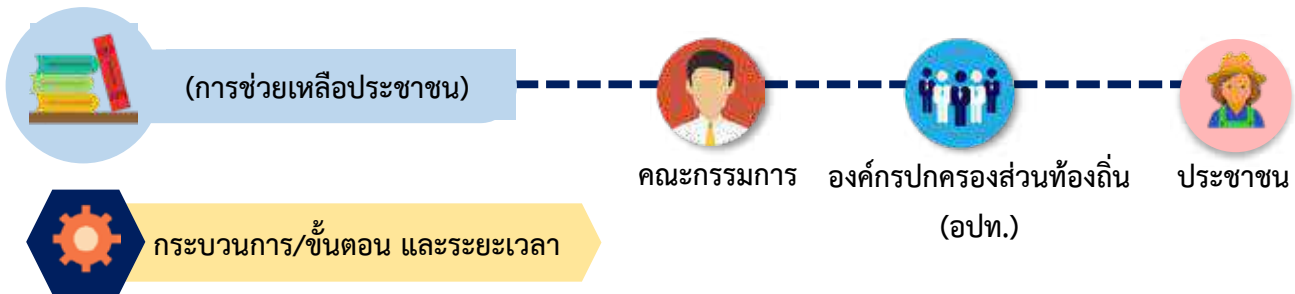 (การช่วยเหลือประชาชน)
คณะกรรมการ
องค์กรปกครองส่วนท้องถิ่น
(อปท.)
ประชาชน
กระบวนการ/ขั้นตอน และระยะเวลา